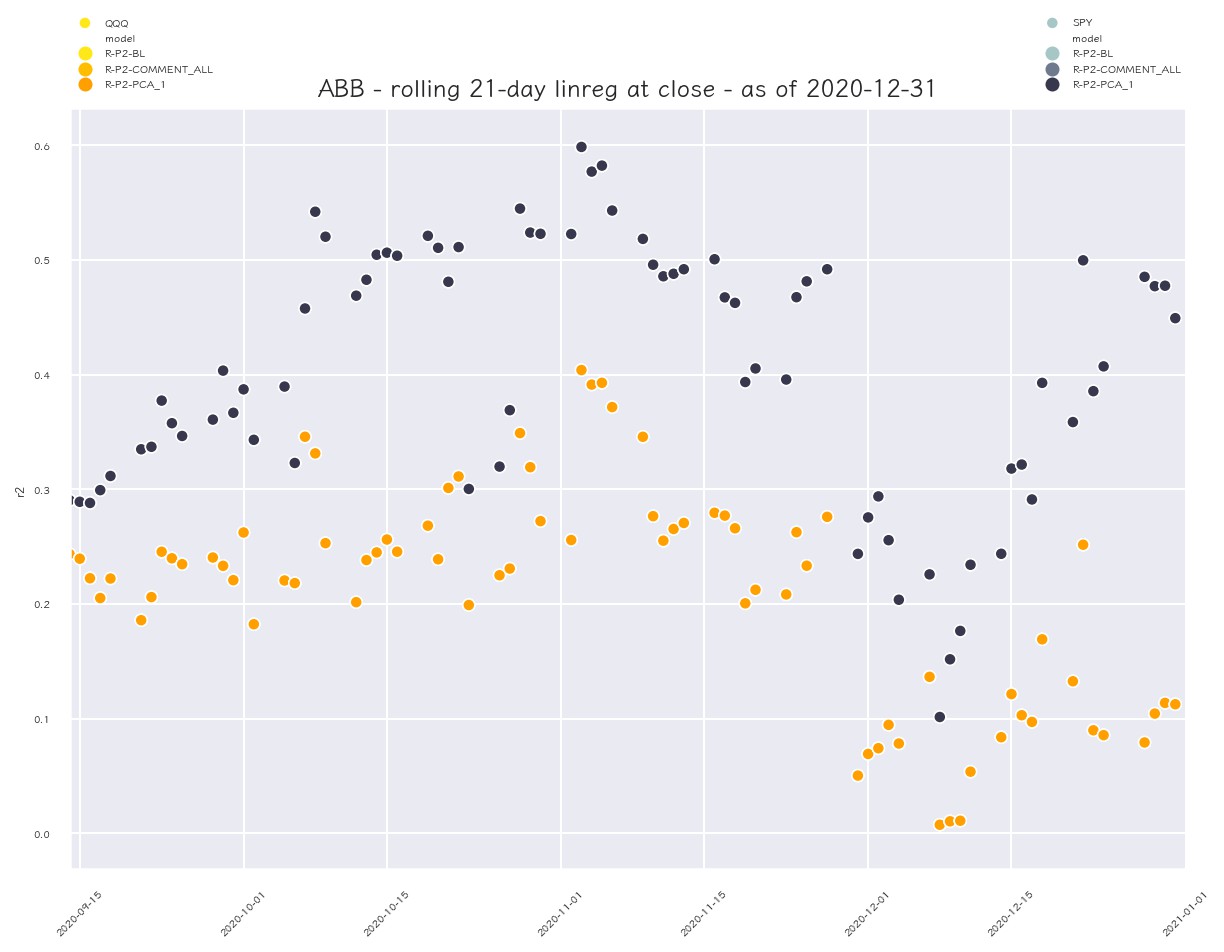 QQQ
model
R-P2-BL
R-P2-COMMENT_ALL
R-P2-PCA_1
SPY
model
R-P2-BL
R-P2-COMMENT_ALL
R-P2-PCA_1
ABB - rolling 21-day linreg at close - as of 2020-12-31
r2
0.6
0.5
0.4
0.3
0.2
0.1
0.0
2020-09-15
2020-10-01
2020-10-15
2020-11-01
2020-11-15
2020-12-01
2020-12-15
2021-01-01